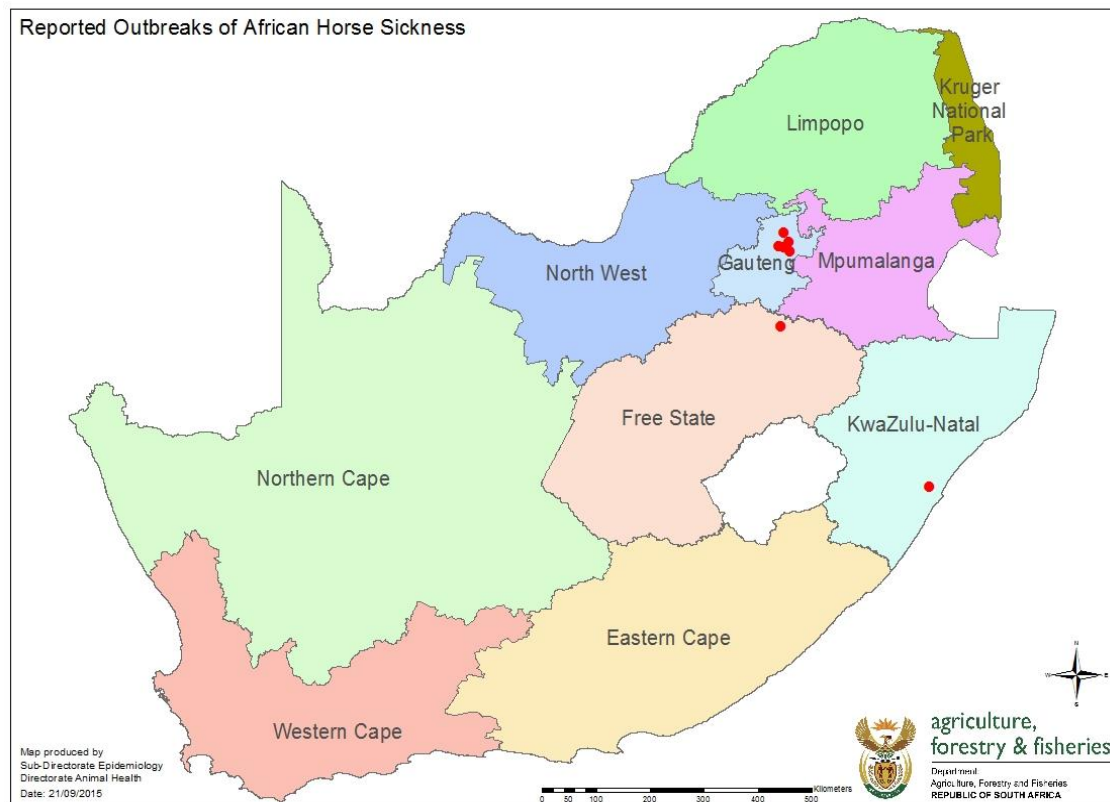 Reported Outbreaks of African Horse Sickness
Kruger
National
Park
Limpopo
North West
Gauteng
Mpumalanga
Free State
KwaZulu-Natal
Northern Cape
Eastern Cape
Western Cape
N
W
E
S
Map produced by
Sub-Directorate Epidemiology
Directorate Animal Health
Date: 21/09/2015
Kilometers
0 50 100 200 300 400 500
agriculture,
forestry & fisheries
Department:
Agriculture, Forestry and Fisheries
REPUBLIC OF SOUTH AFRICA